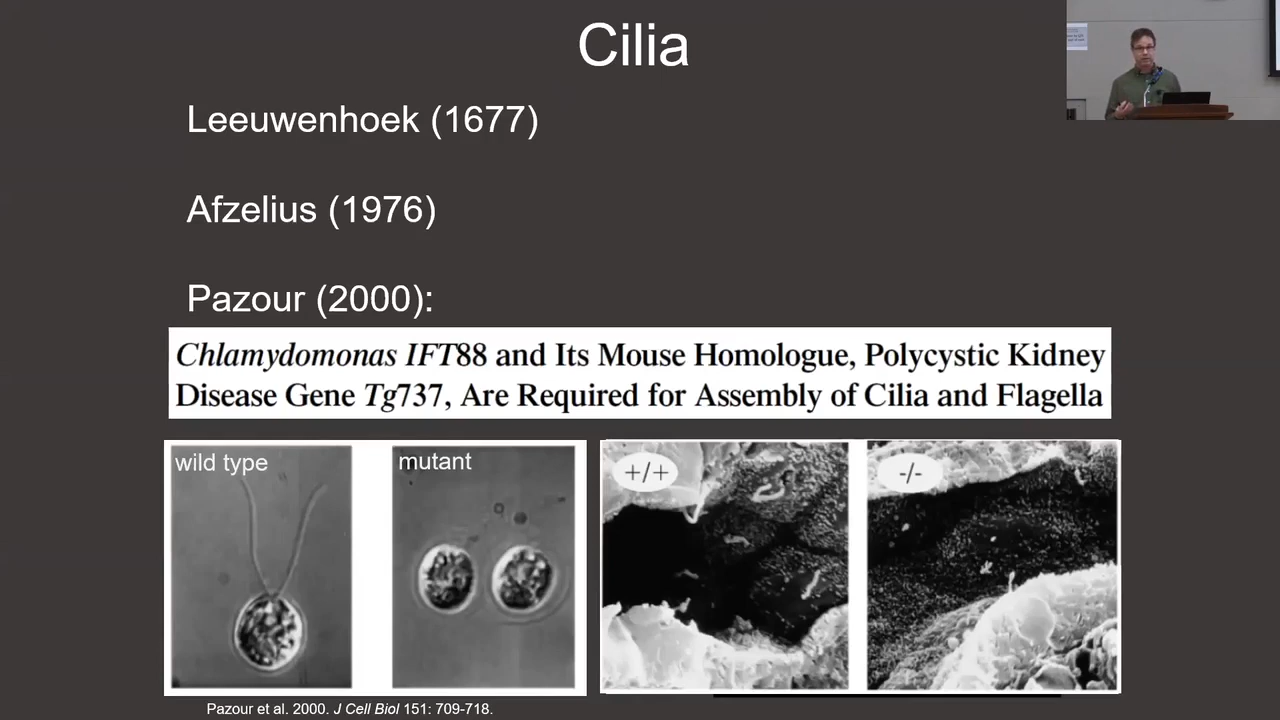 Cilia
Leeuwenhoek (1677)
Afzelius (1976)
Pazour (2000):
Chlamydomonas IFT88 and Its Mouse Homologue, Polycystic Kidney
Disease Gene Tg737, Are Required for Assembly of Cilia and Flagella
wild type
mutant
+/+
-/-
Pazour et al. 2000. J Cell Biol 151: 709-718.